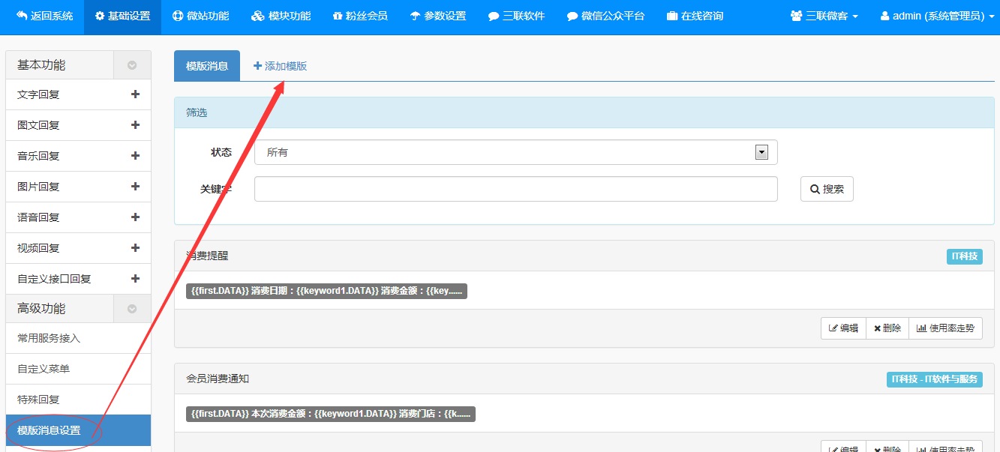 返回系统 基础设置 微站功能 模块功能 粉丝会员 参数设置 三联软件 微信公众平台 在线咨询 三联微客 admin (系统管理员)
基本功能
文字回复
图文回复
音乐回复
图片回复
语音回复
视频回复
自定义接口回复
高级功能
常用服务接入
自定义菜单
特殊回复
模版消息设置
模版消息 添加模版
筛选
状态 所有
关键字 搜索
消费提醒 IT科技
{{first.DATA}} 消费日期：{{keyword1.DATA}} 消费金额：{{key......
编辑 删除 使用率走势
会员消费通知 IT科技 - IT软件与服务
{{first.DATA}} 本次消费金额：{{keyword1.DATA}} 消费门店：{{k......
编辑 删除 使用率走势